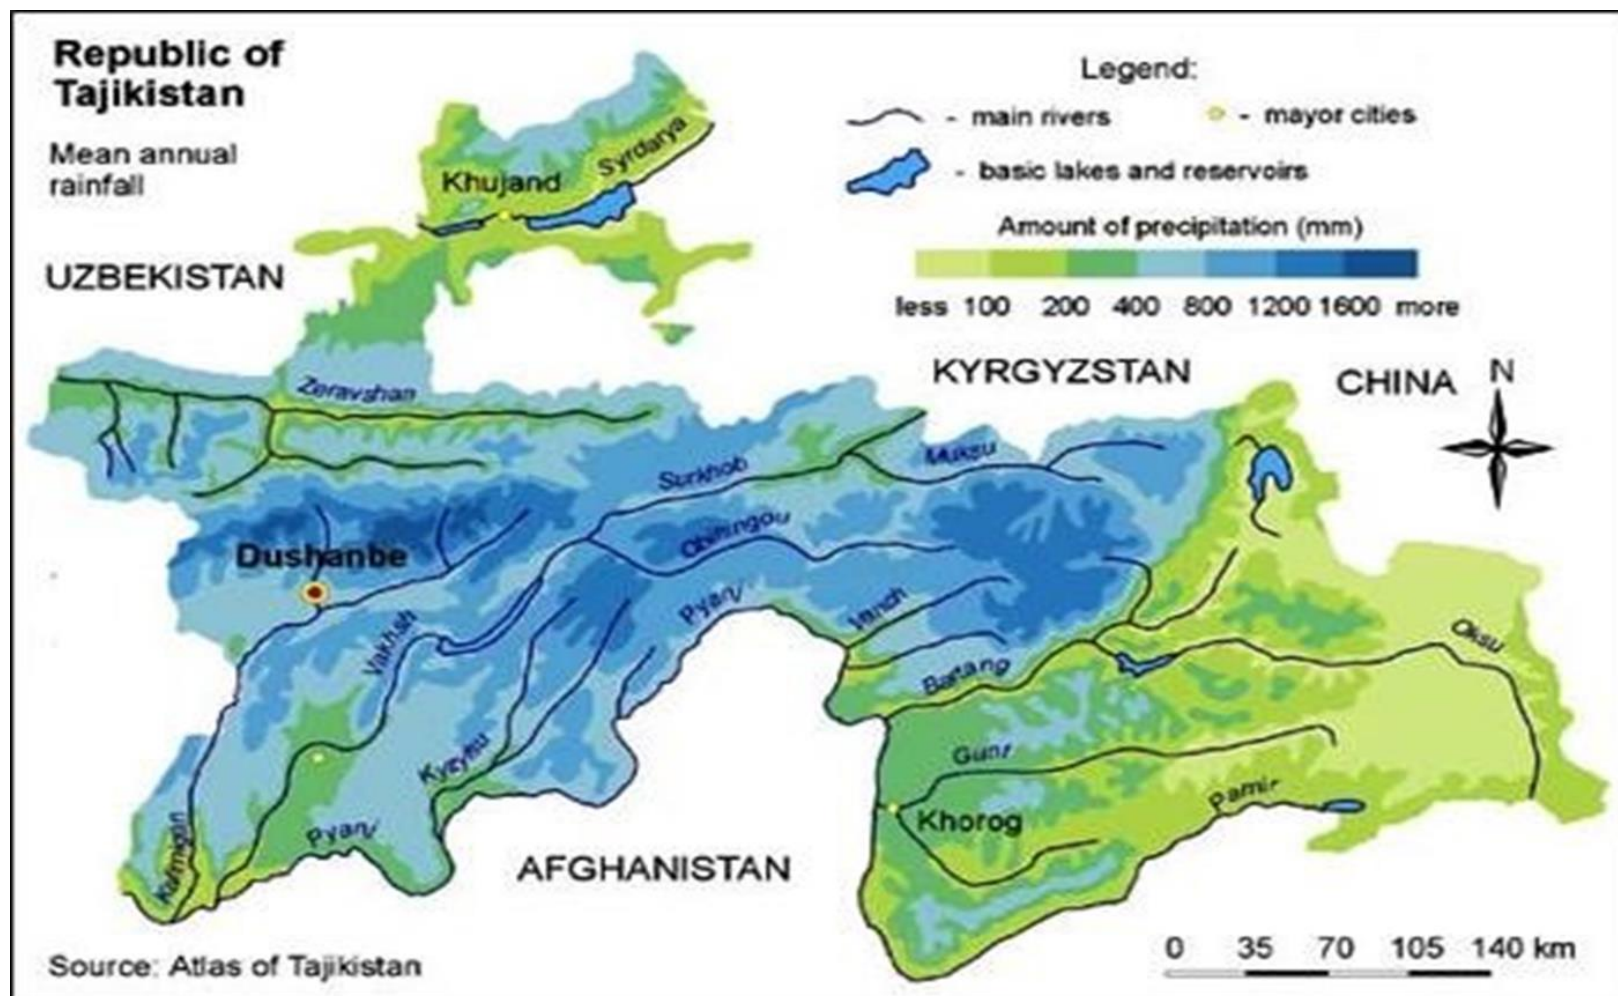 Republic of
Tajikistan
Mean annual
rainfall
Legend:
- main rivers
- mayor cities
- basic lakes and reservoirs
Amount of precipitation (mm)
less 100 200 400 800 1200 1600 more
Syrdarya
Khujand
UZBEKISTAN
KYRGYZSTAN
CHINA
N
Zeravshan
Surkhob
Muksu
Obihingou
Dushanbe
Vakhsh
Pyanj
Vanch
Bartang
Oksu
Kyzylsu
Gunt
Pamir
Khorog
Pyanj
Kafirnigan
AFGHANISTAN
0 35 70 105 140 km
Source: Atlas of Tajikistan